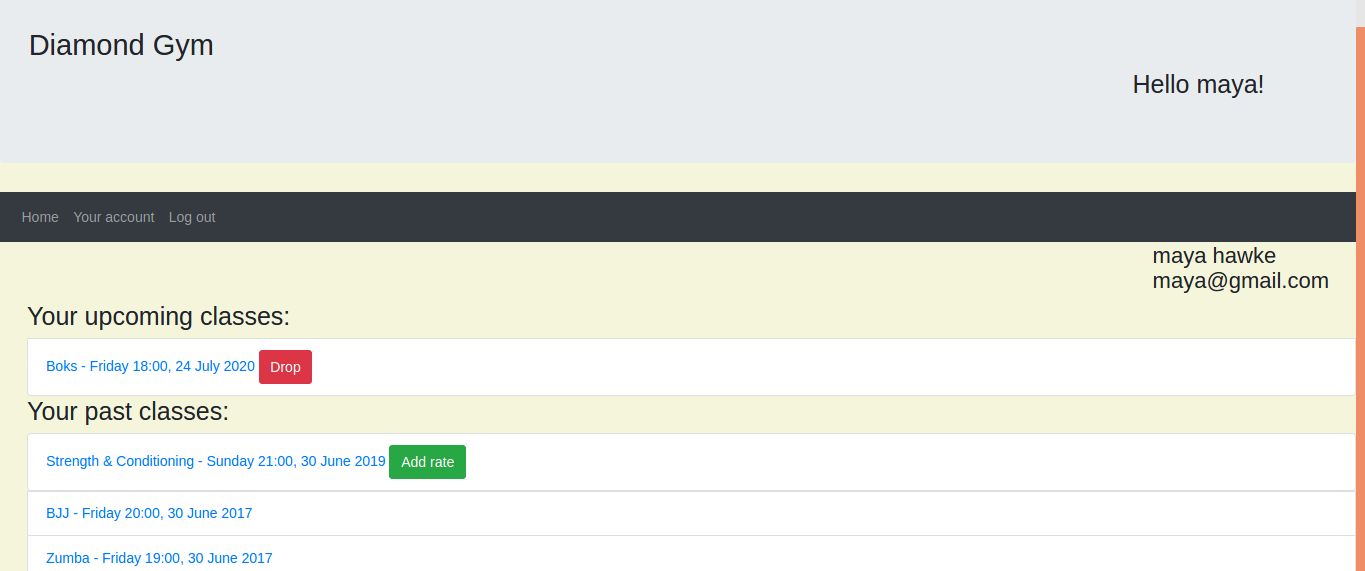 Diamond Gym
Hello maya!
Home Your account Log out
maya hawke
maya@gmail.com
Your upcoming classes:
Boks - Friday 18:00, 24 July 2020 Drop
Your past classes:
Strength & Conditioning - Sunday 21:00, 30 June 2019 Add rate
BJJ - Friday 20:00, 30 June 2017
Zumba - Friday 19:00, 30 June 2017